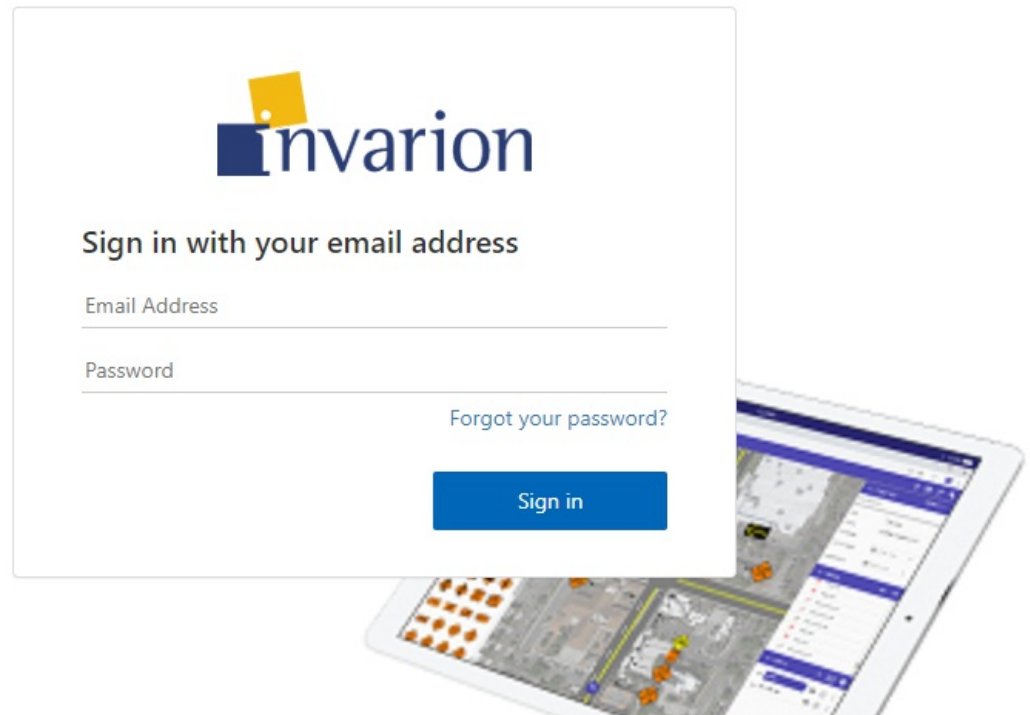 invarion
Sign in with your email address
Email Address
Password
Forgot your password?
Sign in